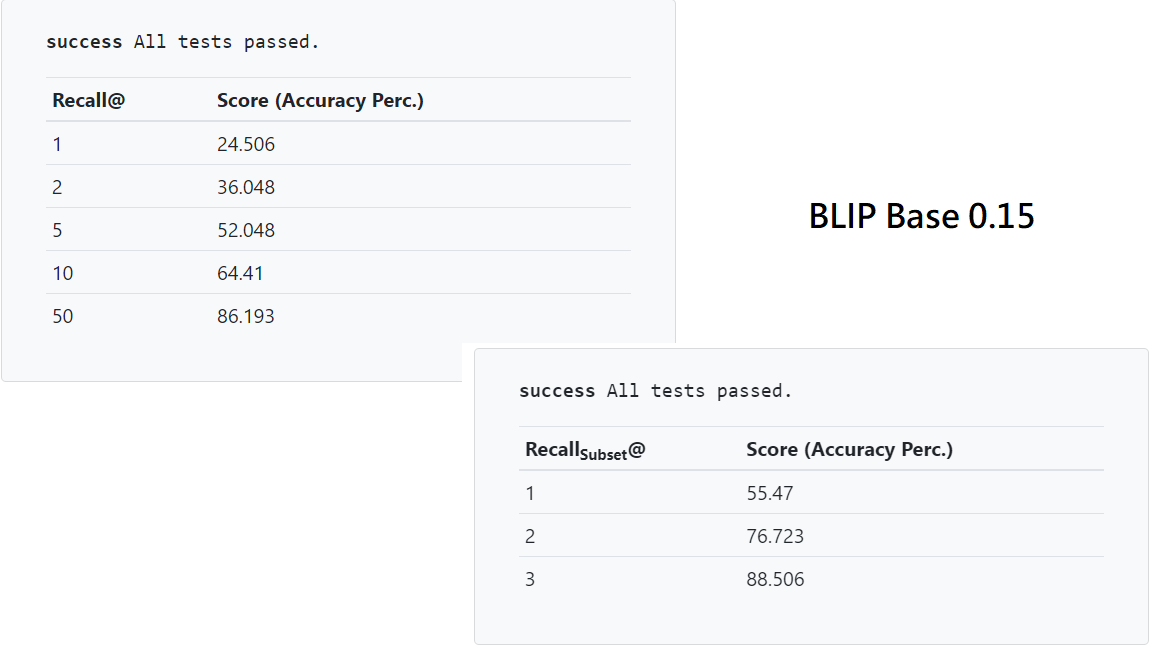 success All tests passed.
Recall@ Score (Accuracy Perc.)
1 24.506
2 36.048
5 52.048
10 64.41
50 86.193
BLIP Base 0.15
success All tests passed.
RecallSubset@ Score (Accuracy Perc.)
1 55.47
2 76.723
3 88.506